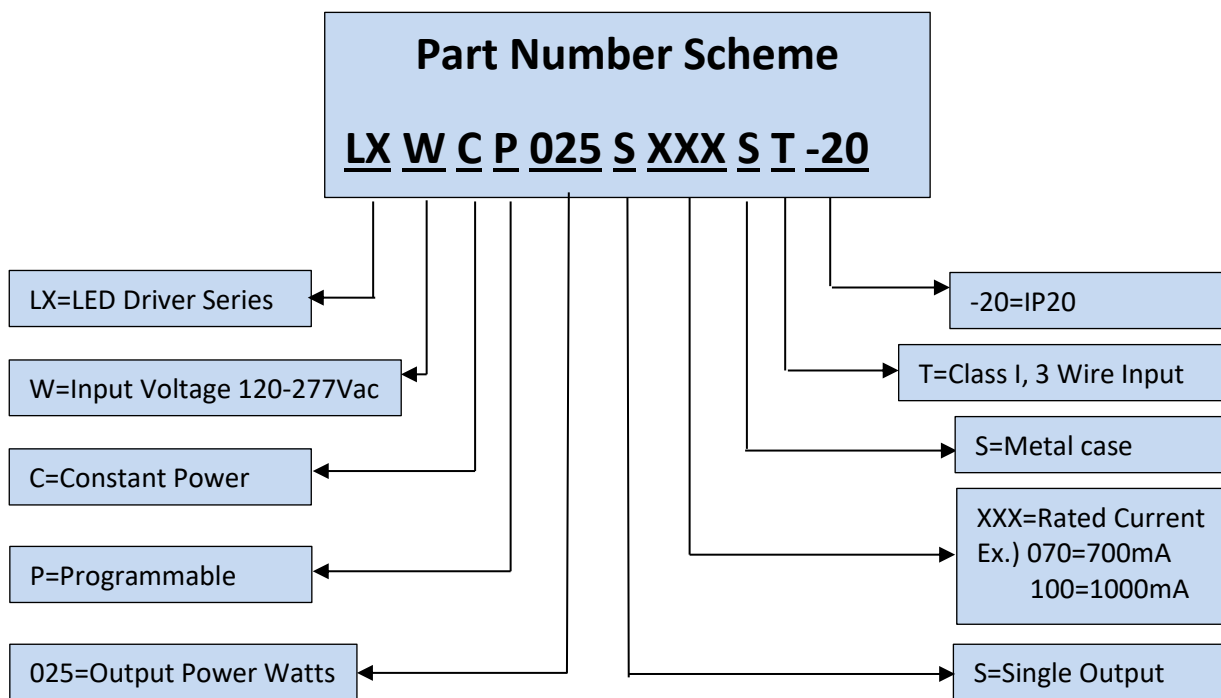 Part Number Scheme
LX W C P 025 S XXX S T -20
LX=LED Driver Series
W=Input Voltage 120-277Vac
C=Constant Power
P=Programmable
025=Output Power Watts
-20=IP20
T=Class I, 3 Wire Input
S=Metal case
XXX=Rated Current
Ex.) 070=700mA
100=1000mA
S=Single Output